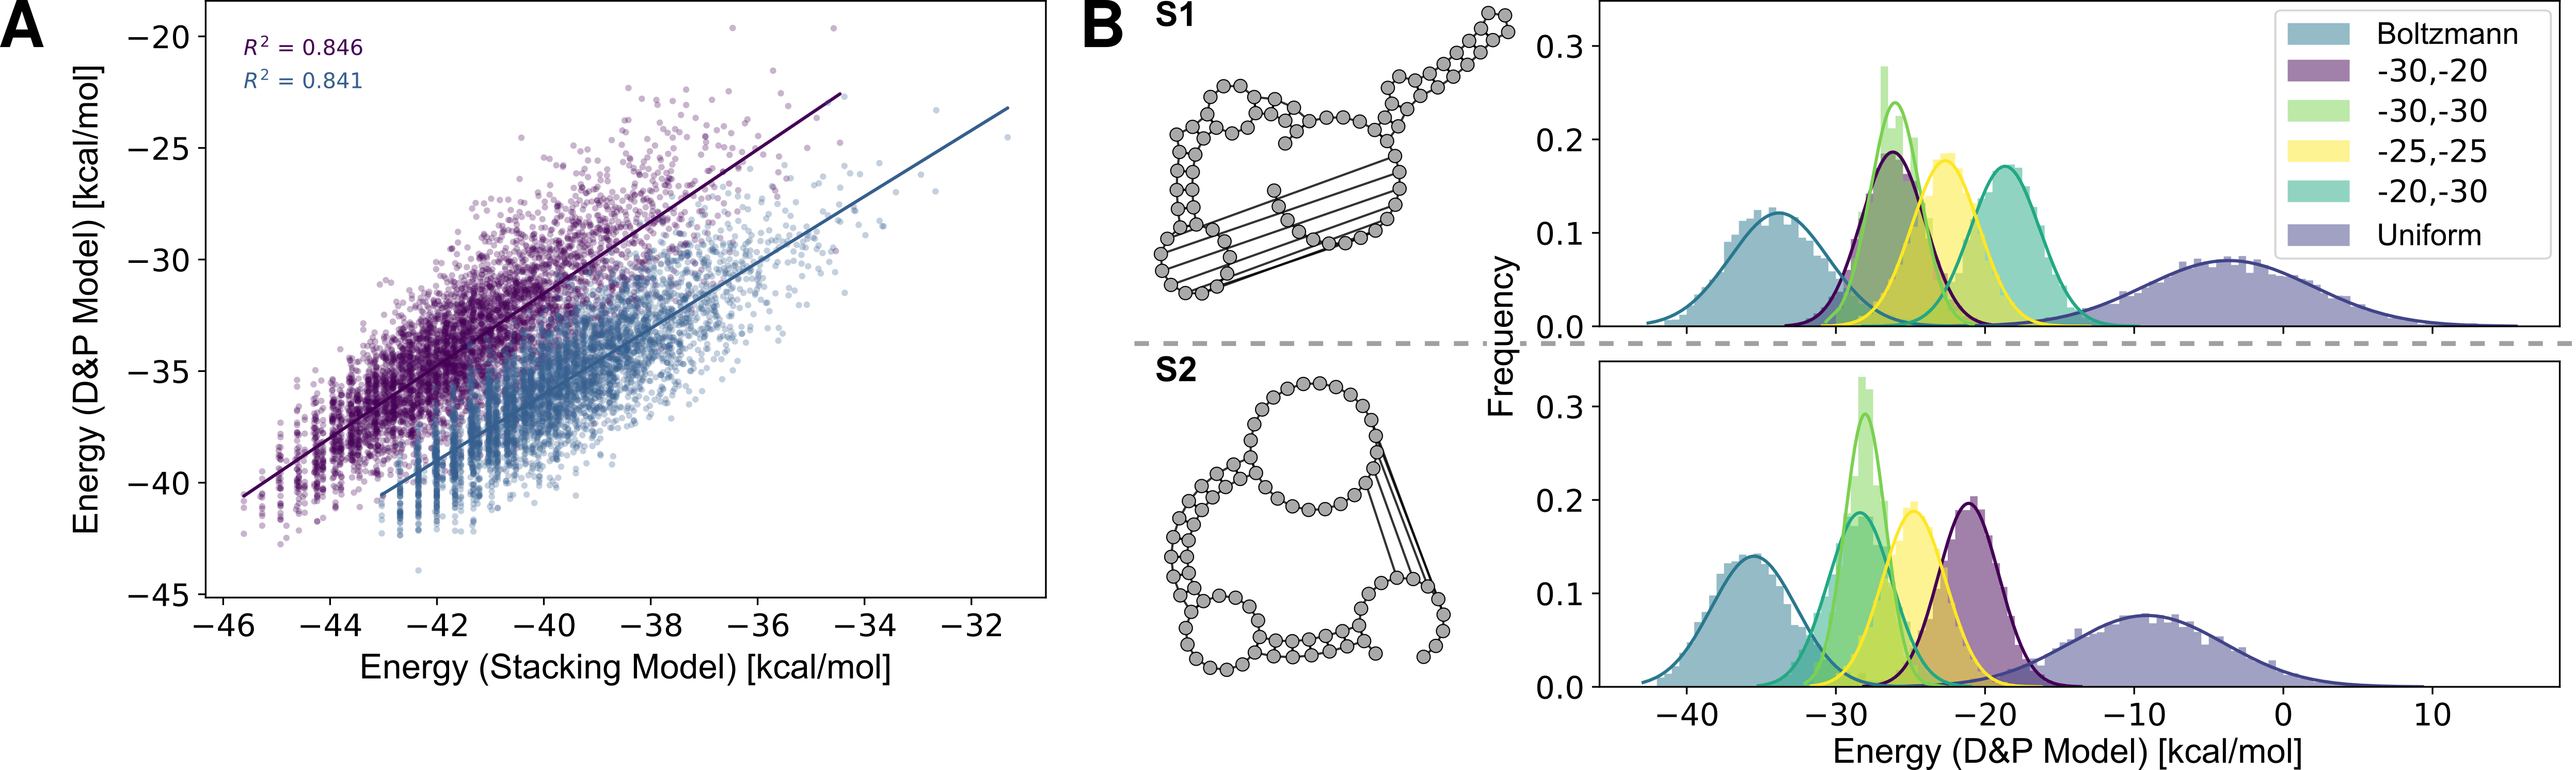 A
R² = 0.846
R² = 0.841
Energy (D&P Model) [kcal/mol]
−20
−25
−30
−35
−40
−45
−46 −44 −42 −40 −38 −36 −34 −32
Energy (Stacking Model) [kcal/mol]
B
S1
S2
Frequency
0.3
0.2
0.1
0.0
Boltzmann
-30,-20
-30,-30
-25,-25
-20,-30
Uniform
0.3
0.2
0.1
0.0
−40 −30 −20 −10 0 10
Energy (D&P Model) [kcal/mol]